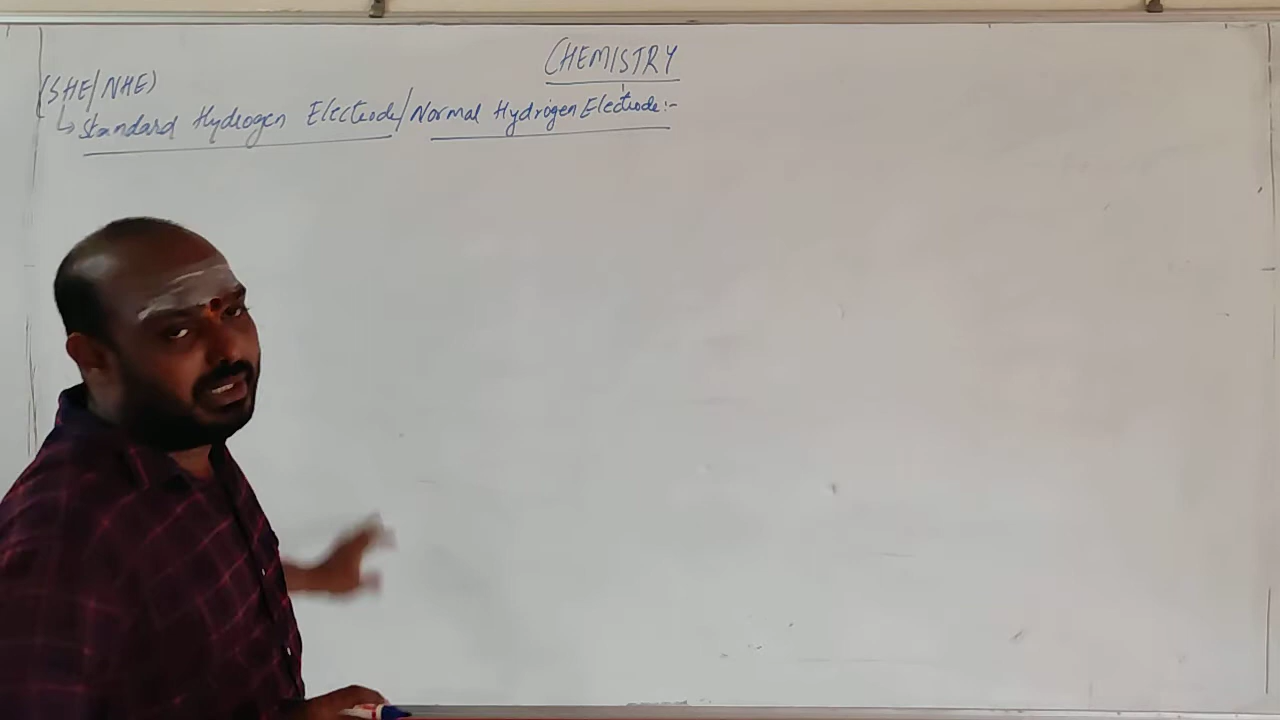 CHEMISTRY
(SHE/NHE)
↳ Standard Hydrogen Electrode/Normal Hydrogen Electrode:-